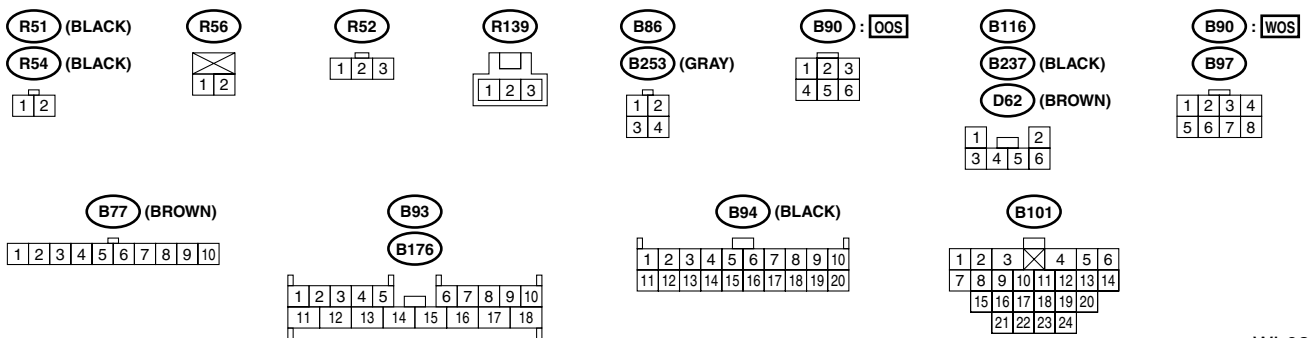 R51 (BLACK)
R54 (BLACK)
1 2
R56
1 2
R52
1 2 3
R139
1 2 3
B86
B253 (GRAY)
1 2
3 4
B90 : OOS
1 2 3
4 5 6
B116
B237 (BLACK)
D62 (BROWN)
1 2
3 4 5 6
B90 : WOS
B97
1 2 3 4
5 6 7 8
B77 (BROWN)
1 2 3 4 5 6 7 8 9 10
B93
B176
1 2 3 4 5 6 7 8 9 10
11 12 13 14 15 16 17 18
B94 (BLACK)
1 2 3 4 5 6 7 8 9 10
11 12 13 14 15 16 17 18 19 20
B101
1 2 3 4 5 6
7 8 9 10 11 12 13 14
15 16 17 18 19 20
21 22 23 24